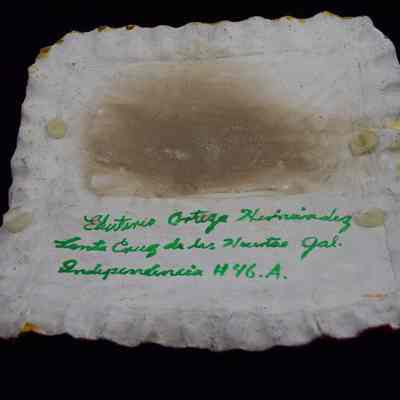 Eleuterio Ortega Hernández
Santa Cruz de las Huertas Jal.
Independencia # 46.A.